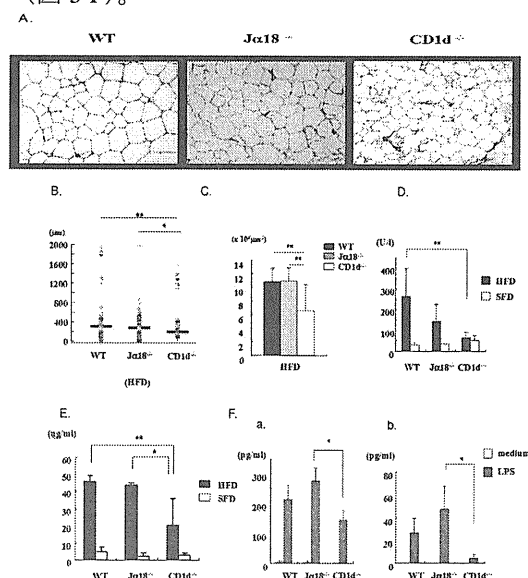 （図 3-F)。
A.
WT Jα18 -/- CD1d -/-
B. C. D.
(μm)
2000
1600
1200
800
400
0
WT Jα18-/- CD1d-/-
(HFD)
** *
14
12
10
8
6
4
2
0
HFD
** **
WT
Jα18-/-
CD1d-/-
(U/l)
400
300
200
100
0
WT Jα18-/- CD1d-/-
**
HFD
SFD
E. F. a. b.
60
50
40
30
20
10
0
WT Jα18-/- CD1d-/-
** *
HFD
SFD
(pg/ml)
300
200
100
0
WT Jα18-/- CD1d-/-
*
(pg/ml)
80
60
40
20
0
WT Jα18-/- CD1d-/-
*
medium
LPS